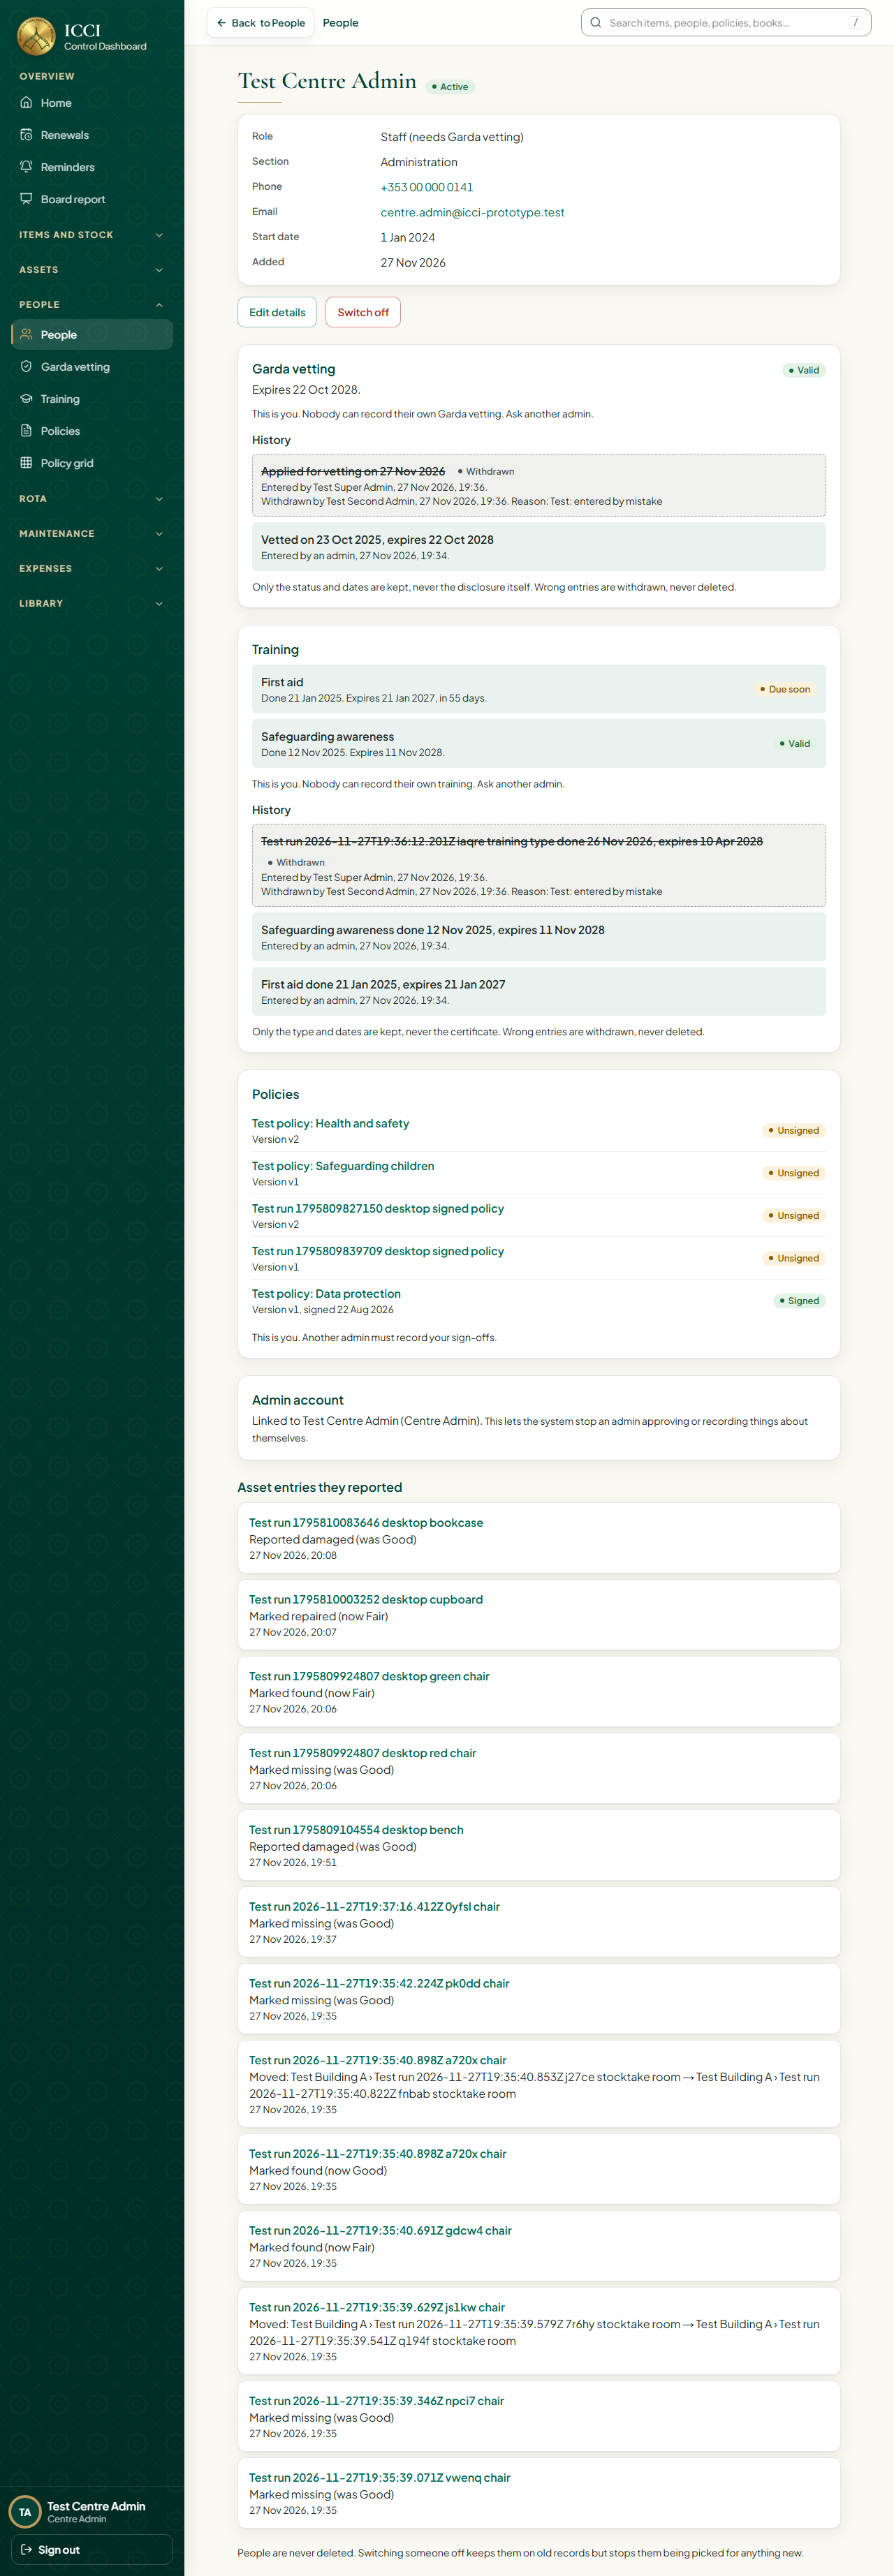 ICCI
Control Dashboard
OVERVIEW
Home
Renewals
Reminders
Board report
ITEMS AND STOCK
ASSETS
PEOPLE
People
Garda vetting
Training
Policies
Policy grid
ROTA
MAINTENANCE
EXPENSES
LIBRARY
TA
Test Centre Admin
Centre Admin
Sign out
Back to People
People
Search items, people, policies, books...
/
Test Centre Admin
Active
Role
Staff (needs Garda vetting)
Section
Administration
Phone
+353 00 000 0141
Email
centre.admin@icci-prototype.test
Start date
1 Jan 2024
Added
27 Nov 2026
Edit details
Switch off
Garda vetting
Valid
Expires 22 Oct 2028.
This is you. Nobody can record their own Garda vetting. Ask another admin.
History
Applied for vetting on 27 Nov 2026
Withdrawn
Entered by Test Super Admin, 27 Nov 2026, 19:36.
Withdrawn by Test Second Admin, 27 Nov 2026, 19:36. Reason: Test: entered by mistake
Vetted on 23 Oct 2025, expires 22 Oct 2028
Entered by an admin, 27 Nov 2026, 19:34.
Only the status and dates are kept, never the disclosure itself. Wrong entries are withdrawn, never deleted.
Training
First aid
Done 21 Jan 2025. Expires 21 Jan 2027, in 55 days.
Due soon
Safeguarding awareness
Done 12 Nov 2025. Expires 11 Nov 2028.
Valid
This is you. Nobody can record their own training. Ask another admin.
History
Test run 2026-11-27T19:36:12.201Z iaqre training type done 26 Nov 2026, expires 10 Apr 2028
Withdrawn
Entered by Test Super Admin, 27 Nov 2026, 19:36.
Withdrawn by Test Second Admin, 27 Nov 2026, 19:36. Reason: Test: entered by mistake
Safeguarding awareness done 12 Nov 2025, expires 11 Nov 2028
Entered by an admin, 27 Nov 2026, 19:34.
First aid done 21 Jan 2025, expires 21 Jan 2027
Entered by an admin, 27 Nov 2026, 19:34.
Only the type and dates are kept, never the certificate. Wrong entries are withdrawn, never deleted.
Policies
Test policy: Health and safety
Version v2
Unsigned
Test policy: Safeguarding children
Version v1
Unsigned
Test run 1795809827150 desktop signed policy
Version v2
Unsigned
Test run 1795809839709 desktop signed policy
Version v1
Unsigned
Test policy: Data protection
Version v1, signed 22 Aug 2026
Signed
This is you. Another admin must record your sign-offs.
Admin account
Linked to Test Centre Admin (Centre Admin). This lets the system stop an admin approving or recording things about
themselves.
Asset entries they reported
Test run 1795810083646 desktop bookcase
Reported damaged (was Good)
27 Nov 2026, 20:08
Test run 1795810003252 desktop cupboard
Marked repaired (now Fair)
27 Nov 2026, 20:07
Test run 1795809924807 desktop green chair
Marked found (now Fair)
27 Nov 2026, 20:06
Test run 1795809924807 desktop red chair
Marked missing (was Good)
27 Nov 2026, 20:06
Test run 1795809104554 desktop bench
Reported damaged (was Good)
27 Nov 2026, 19:51
Test run 2026-11-27T19:37:16.412Z 0yfsl chair
Marked missing (was Good)
27 Nov 2026, 19:37
Test run 2026-11-27T19:35:42.224Z pk0dd chair
Marked missing (was Good)
27 Nov 2026, 19:35
Test run 2026-11-27T19:35:40.898Z a720x chair
Moved: Test Building A › Test run 2026-11-27T19:35:40.853Z j27ce stocktake room → Test Building A › Test run
2026-11-27T19:35:40.822Z fnbab stocktake room
27 Nov 2026, 19:35
Test run 2026-11-27T19:35:40.898Z a720x chair
Marked found (now Good)
27 Nov 2026, 19:35
Test run 2026-11-27T19:35:40.691Z gdcw4 chair
Marked found (now Fair)
27 Nov 2026, 19:35
Test run 2026-11-27T19:35:39.629Z js1kw chair
Moved: Test Building A › Test run 2026-11-27T19:35:39.579Z 7r6hy stocktake room → Test Building A › Test run
2026-11-27T19:35:39.541Z q194f stocktake room
27 Nov 2026, 19:35
Test run 2026-11-27T19:35:39.346Z npci7 chair
Marked missing (was Good)
27 Nov 2026, 19:35
Test run 2026-11-27T19:35:39.071Z vwenq chair
Marked missing (was Good)
27 Nov 2026, 19:35
People are never deleted. Switching someone off keeps them on old records but stops them being picked for anything new.